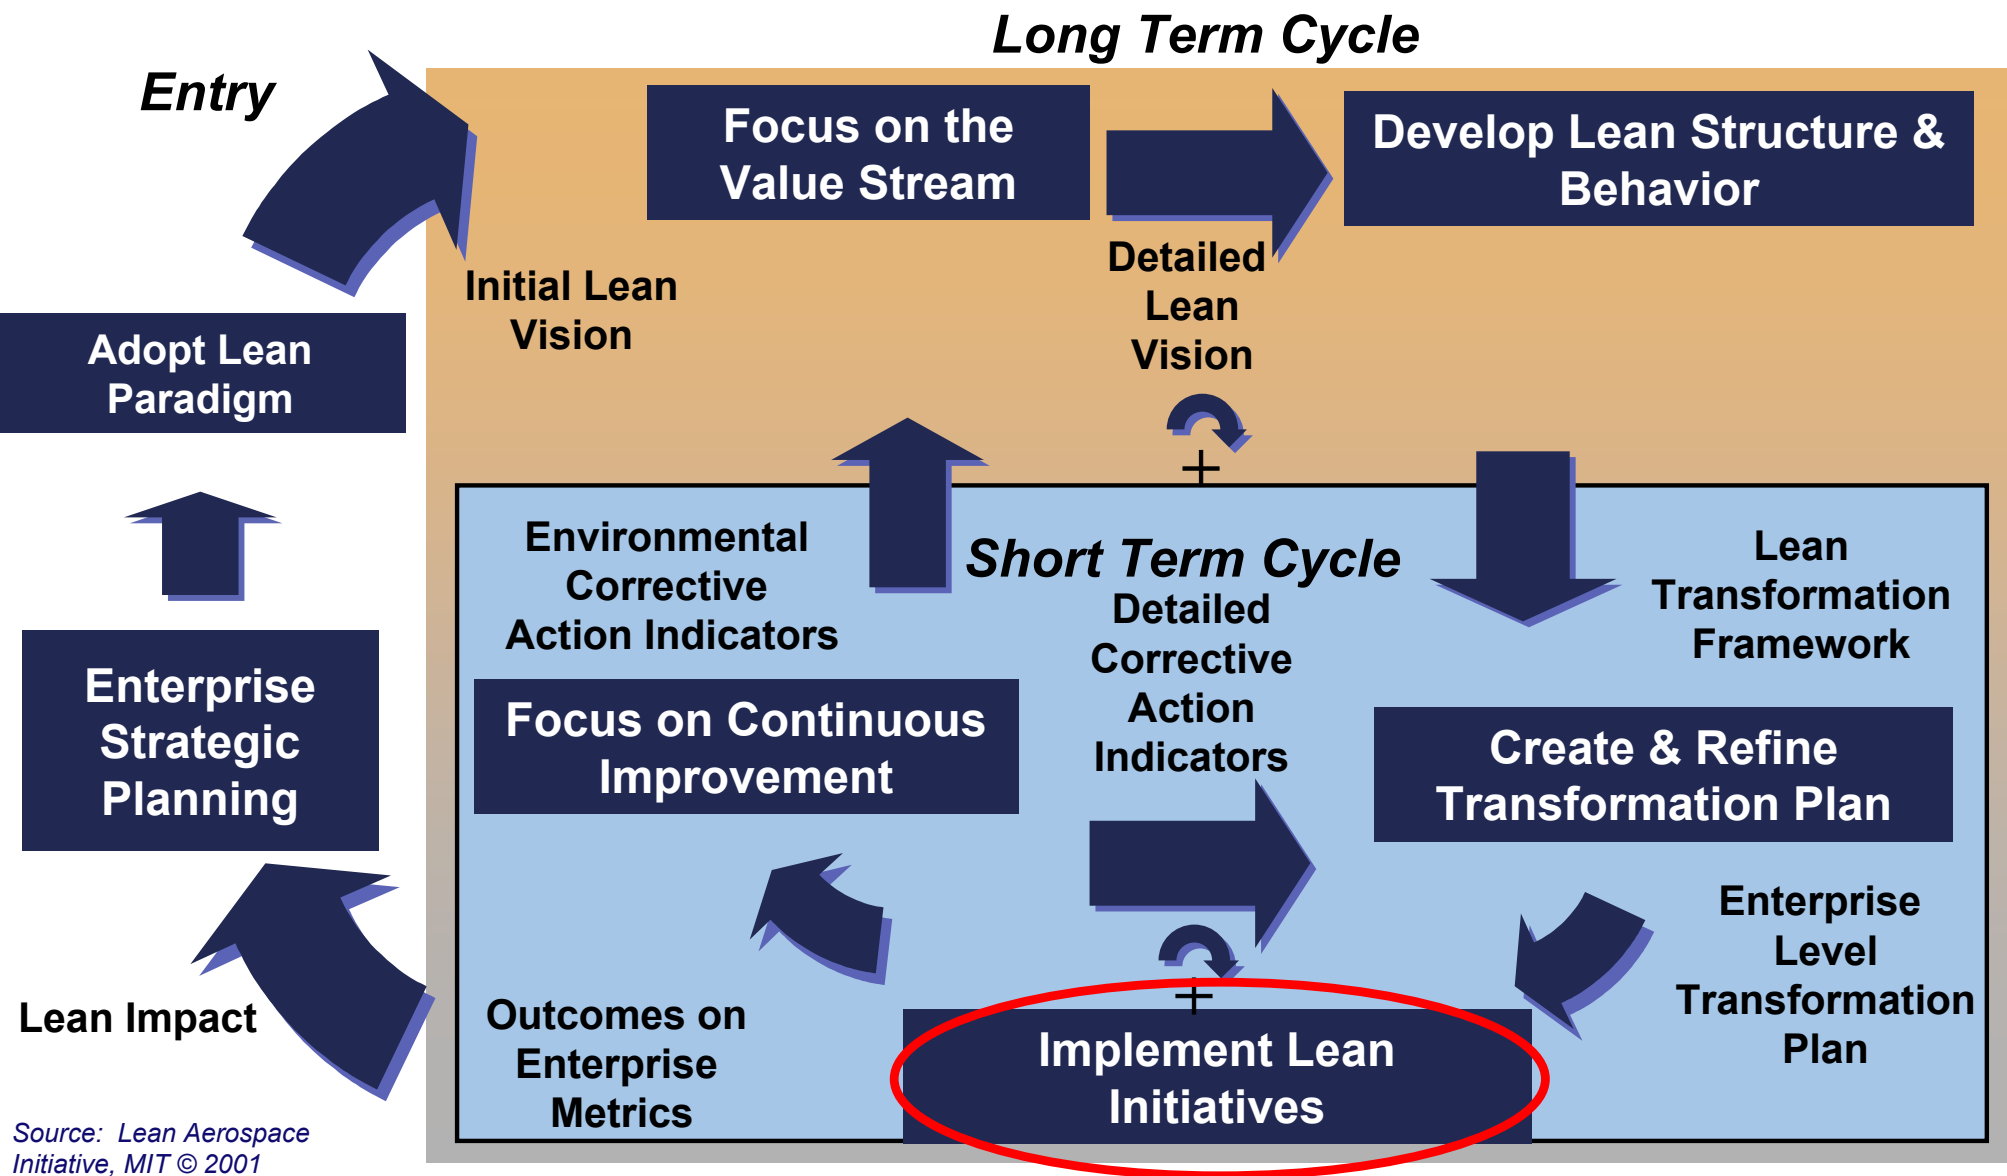 Long Term Cycle
Entry
Focus on the
Value Stream
Develop Lean Structure &
Behavior
Initial Lean
Vision
Detailed
Lean
Vision
Adopt Lean
Paradigm
+
Short Term Cycle
Environmental
Corrective
Action Indicators
Detailed
Corrective
Action
Indicators
Lean
Transformation
Framework
Enterprise
Strategic
Planning
Focus on Continuous
Improvement
Create & Refine
Transformation Plan
Enterprise
Level
Transformation
Plan
+
Lean Impact
Outcomes on
Enterprise
Metrics
Implement Lean
Initiatives
Source: Lean Aerospace
Initiative, MIT © 2001